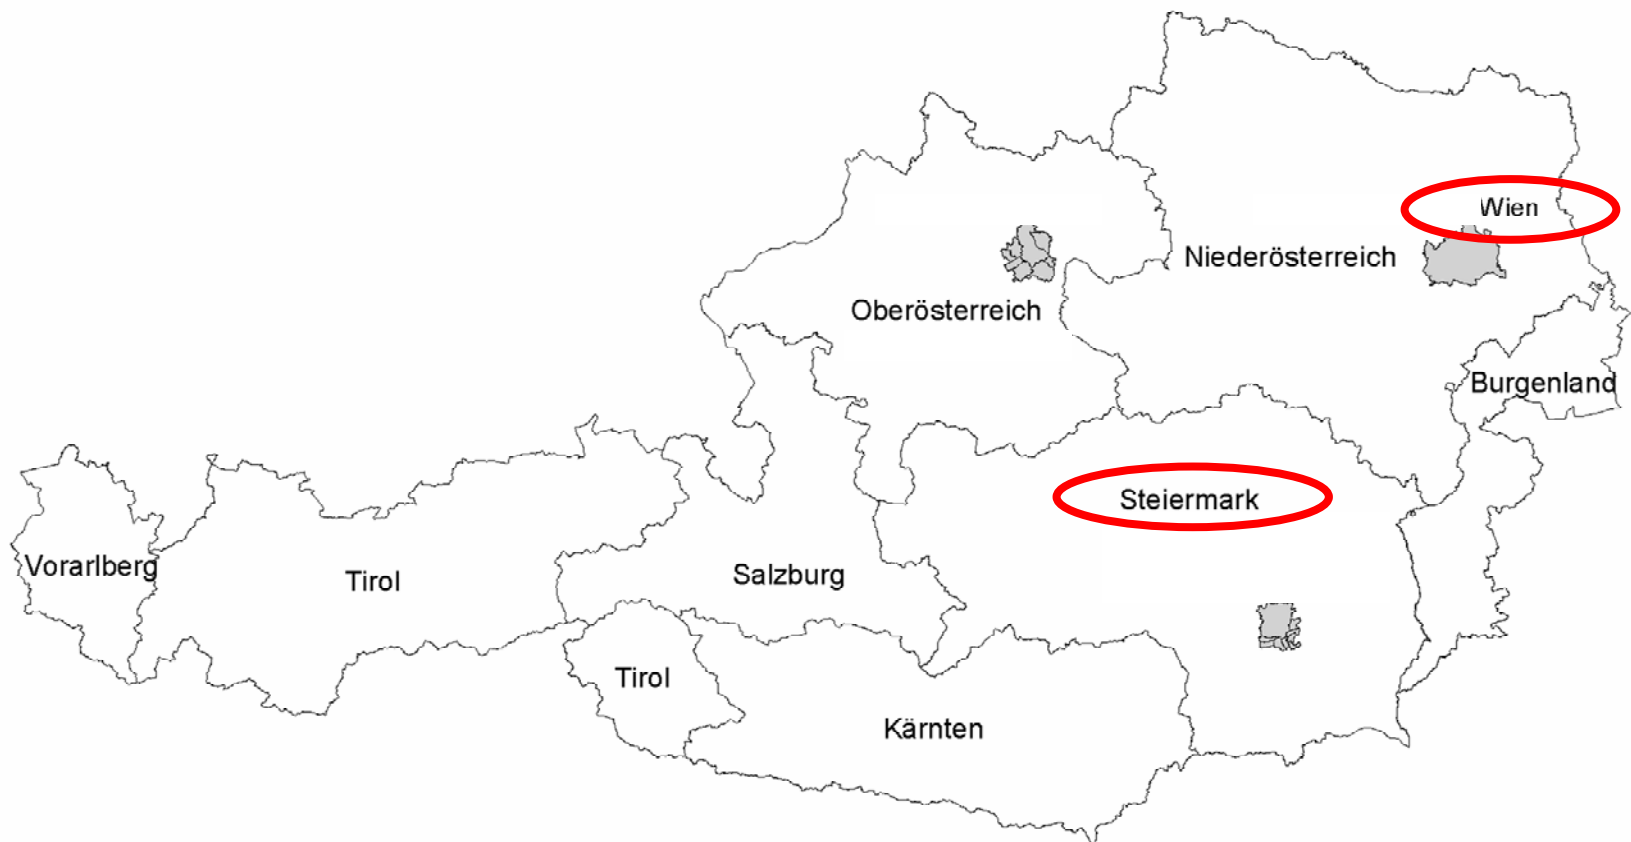 Wien
Niederösterreich
Oberösterreich
Burgenland
Steiermark
Vorarlberg
Tirol
Salzburg
Tirol
Kärnten